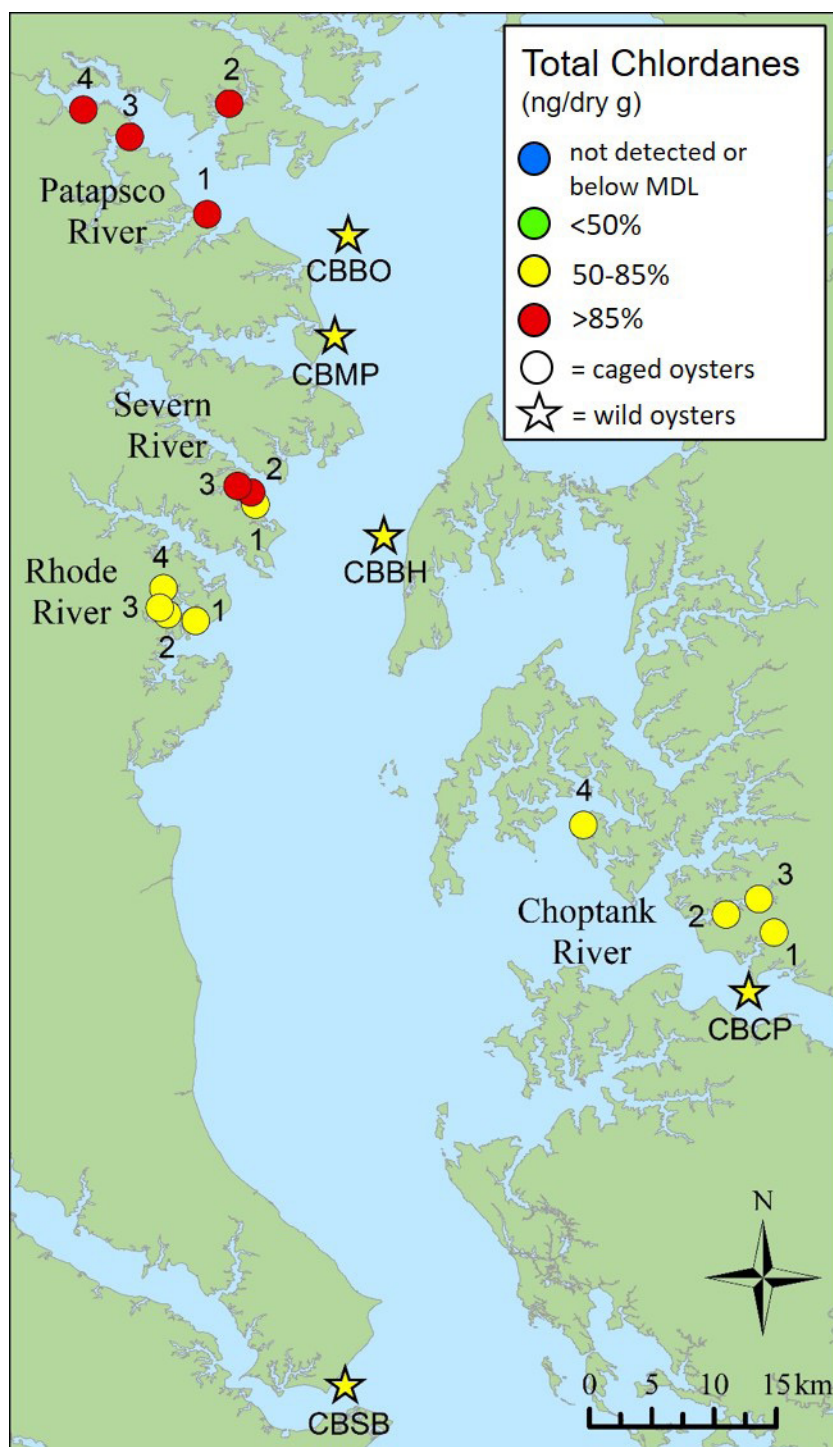 Total Chlordanes
(ng/dry g)
not detected or
below MDL
<50%
50-85%
>85%
= caged oysters
= wild oysters
4
3
2
1
Patapsco
River
CBBO
CBMP
Severn
River
3
2
1
CBBH
Rhode
River
4
3
2
1
4
Choptank
River
3
2
1
CBCP
CBSB
N
0 5 10 15 km